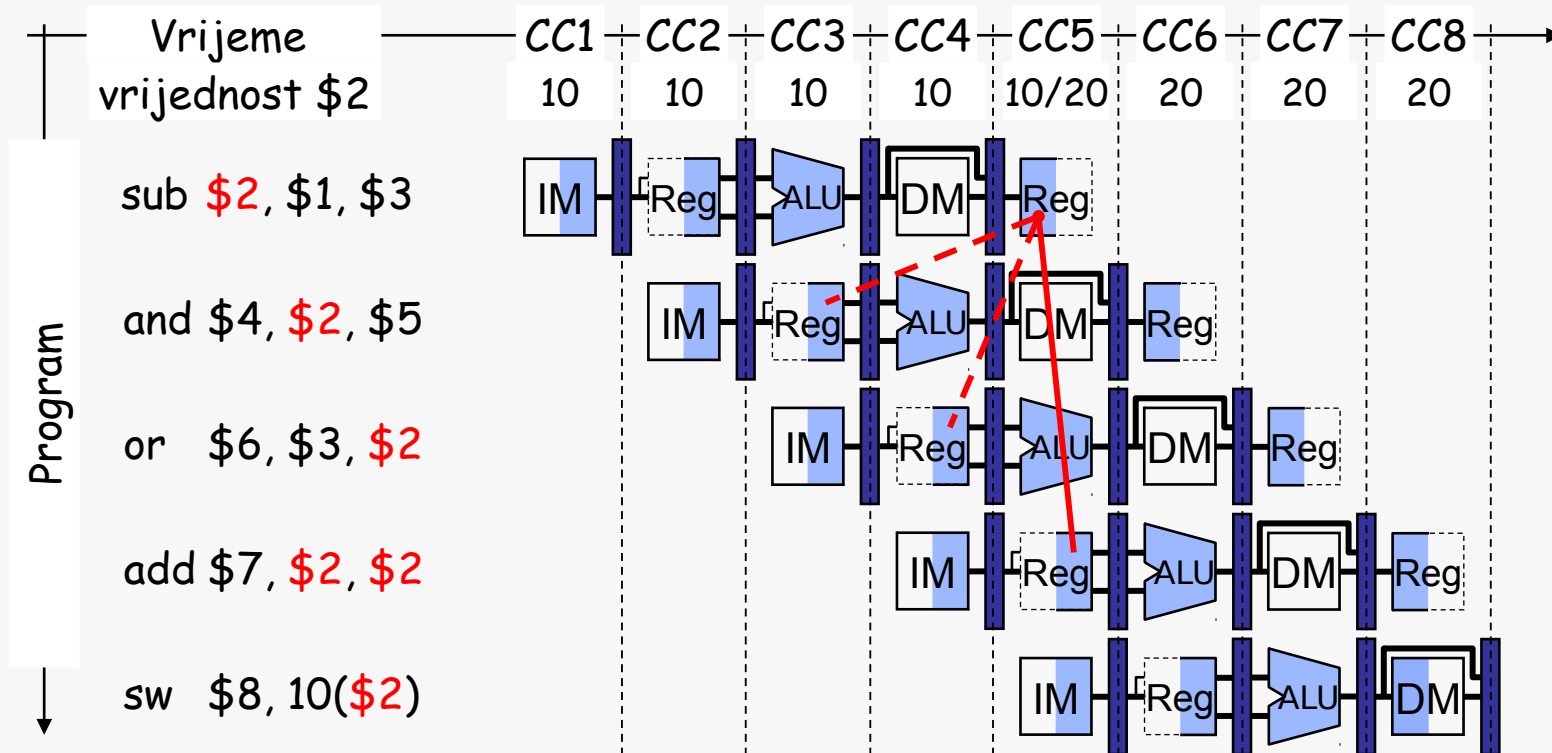 Vrijeme CC1 CC2 CC3 CC4 CC5 CC6 CC7 CC8
vrijednost $2 10 10 10 10 10/20 20 20 20
Program
sub $2, $1, $3 IM Reg ALU DM Reg
and $4, $2, $5 IM Reg ALU DM Reg
or $6, $3, $2 IM Reg ALU DM Reg
add $7, $2, $2 IM Reg ALU DM Reg
sw $8, 10($2) IM Reg ALU DM